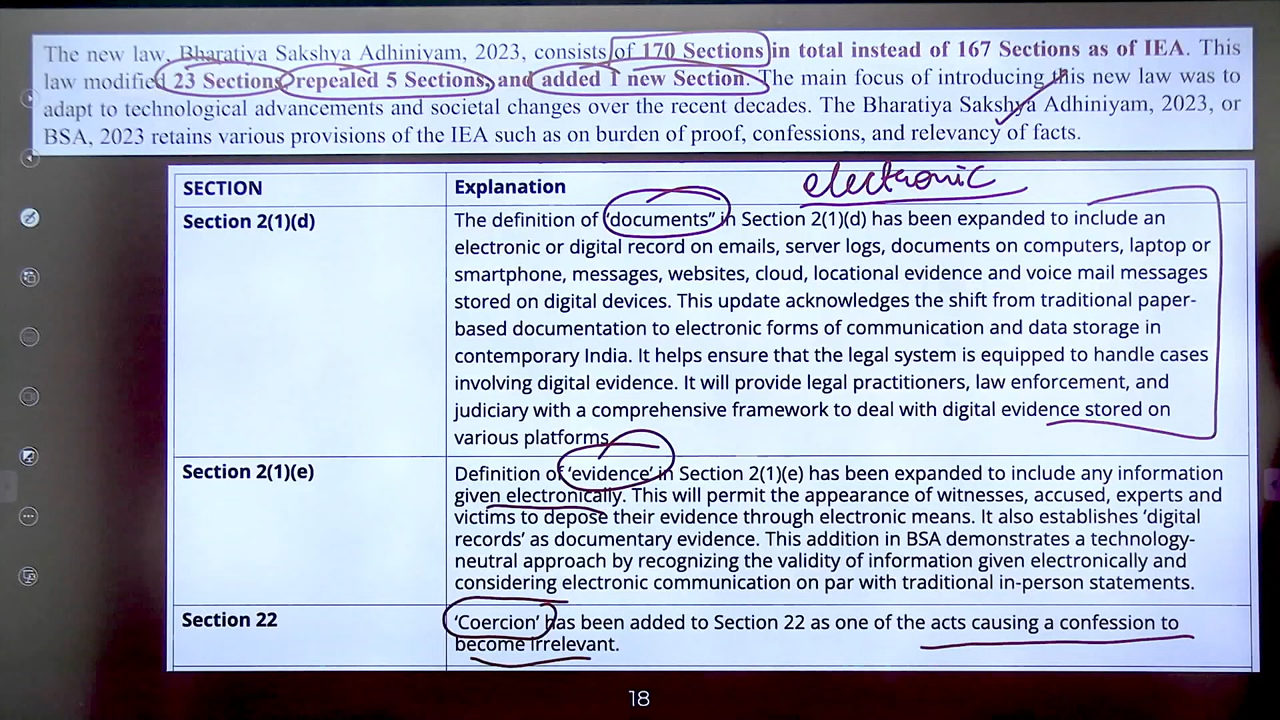 The new law, Bharatiya Sakshya Adhiniyam, 2023, consists of 170 Sections in total instead of 167 Sections as of IEA. This
law modified 23 Sections, repealed 5 Sections, and added 1 new Section. The main focus of introducing this new law was to
adapt to technological advancements and societal changes over the recent decades. The Bharatiya Sakshya Adhiniyam, 2023, or
BSA, 2023 retains various provisions of the IEA such as on burden of proof, confessions, and relevancy of facts.
electronic
SECTION Explanation
Section 2(1)(d) The definition of 'documents" in Section 2(1)(d) has been expanded to include an
electronic or digital record on emails, server logs, documents on computers, laptop or
smartphone, messages, websites, cloud, locational evidence and voice mail messages
stored on digital devices. This update acknowledges the shift from traditional paper-
based documentation to electronic forms of communication and data storage in
contemporary India. It helps ensure that the legal system is equipped to handle cases
involving digital evidence. It will provide legal practitioners, law enforcement, and
judiciary with a comprehensive framework to deal with digital evidence stored on
various platforms.
Section 2(1)(e) Definition of 'evidence' in Section 2(1)(e) has been expanded to include any information
given electronically. This will permit the appearance of witnesses, accused, experts and
victims to depose their evidence through electronic means. It also establishes 'digital
records' as documentary evidence. This addition in BSA demonstrates a technology-
neutral approach by recognizing the validity of information given electronically and
considering electronic communication on par with traditional in-person statements.
Section 22 'Coercion' has been added to Section 22 as one of the acts causing a confession to
become irrelevant.
18